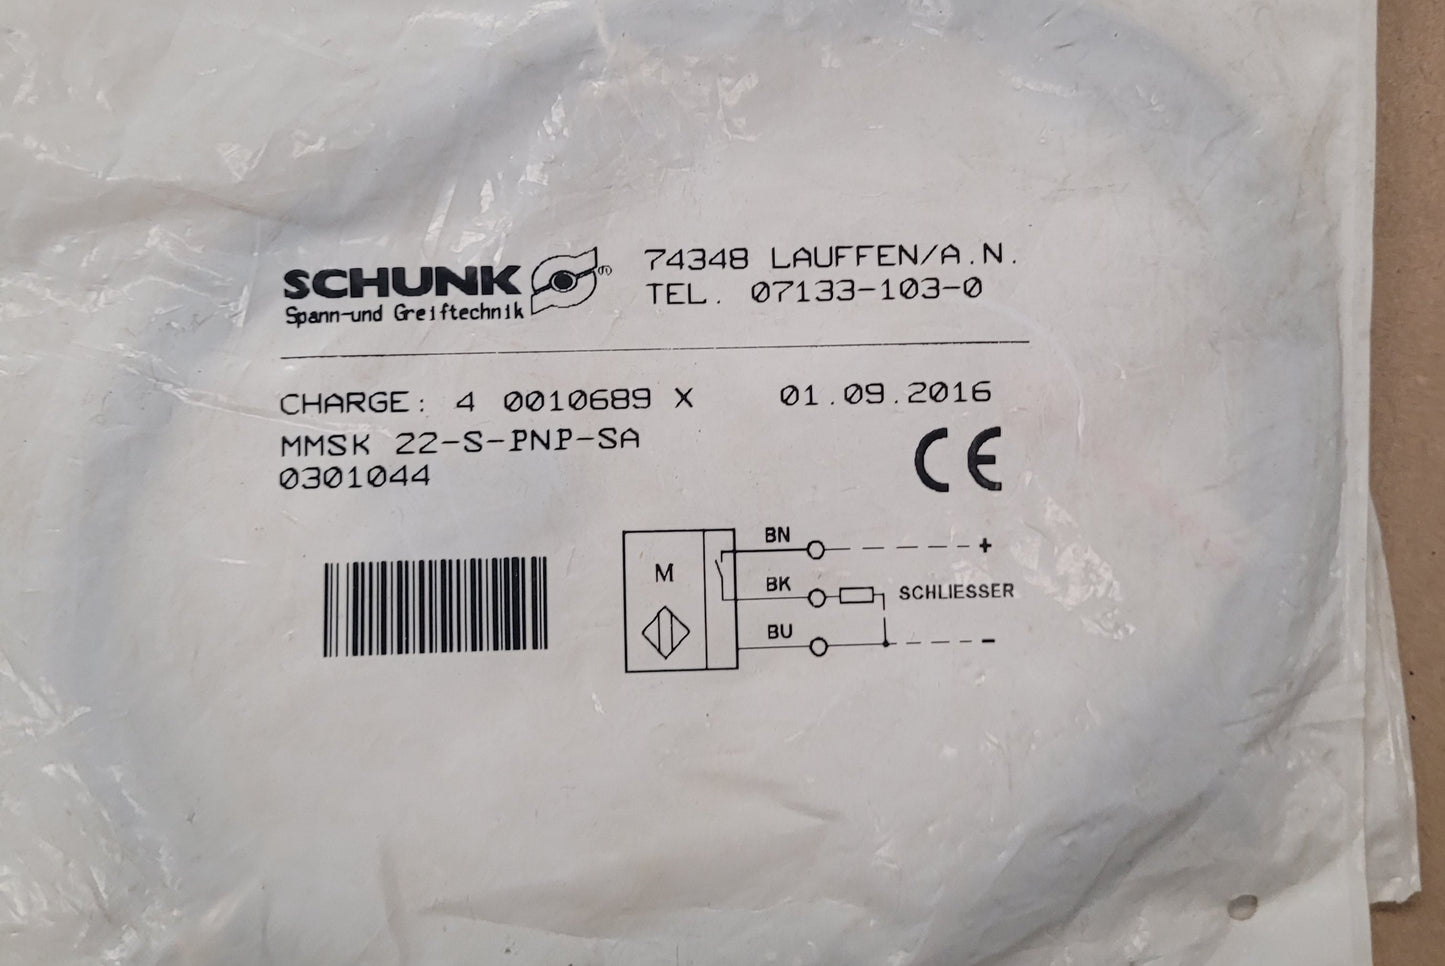 SCHUNK ®
Spann-und Greiftechnik
74348 LAUFFEN/A.N.
TEL. 07133-103-0
CHARGE: 4 0010689 X 01.09.2016
MMSK 22-S-PNP-SA
0301044
CE
M
BN +
BK SCHLIESSER
BU -